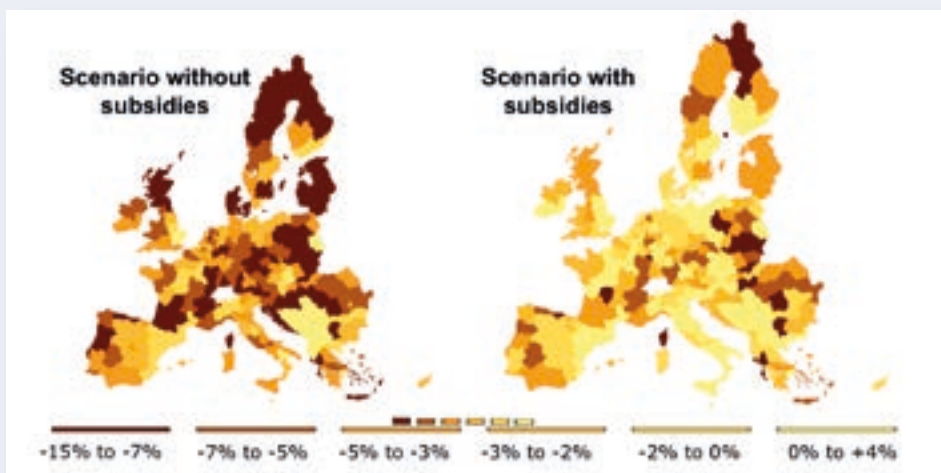 Scenario without
subsidies
Scenario with
subsidies
-15% to -7%
-7% to -5%
-5% to -3%
-3% to -2%
-2% to 0%
0% to +4%